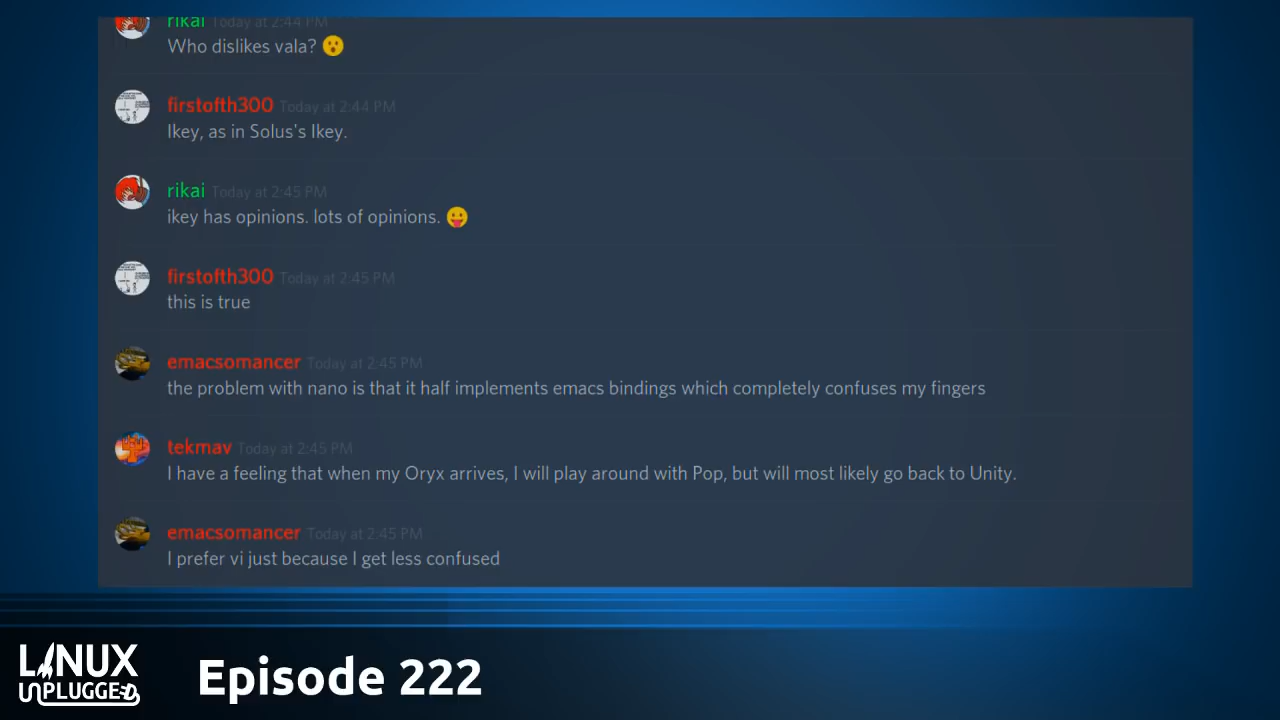 rikai Today at 2:44 PM
Who dislikes vala? 😮
firstofth300 Today at 2:44 PM
Ikey, as in Solus's Ikey.
rikai Today at 2:45 PM
ikey has opinions. lots of opinions. 😛
firstofth300 Today at 2:45 PM
this is true
emacsomancer Today at 2:45 PM
the problem with nano is that it half implements emacs bindings which completely confuses my fingers
tekmav Today at 2:45 PM
I have a feeling that when my Oryx arrives, I will play around with Pop, but will most likely go back to Unity.
emacsomancer Today at 2:45 PM
I prefer vi just because I get less confused
LINUX
UNPLUGGED
Episode 222